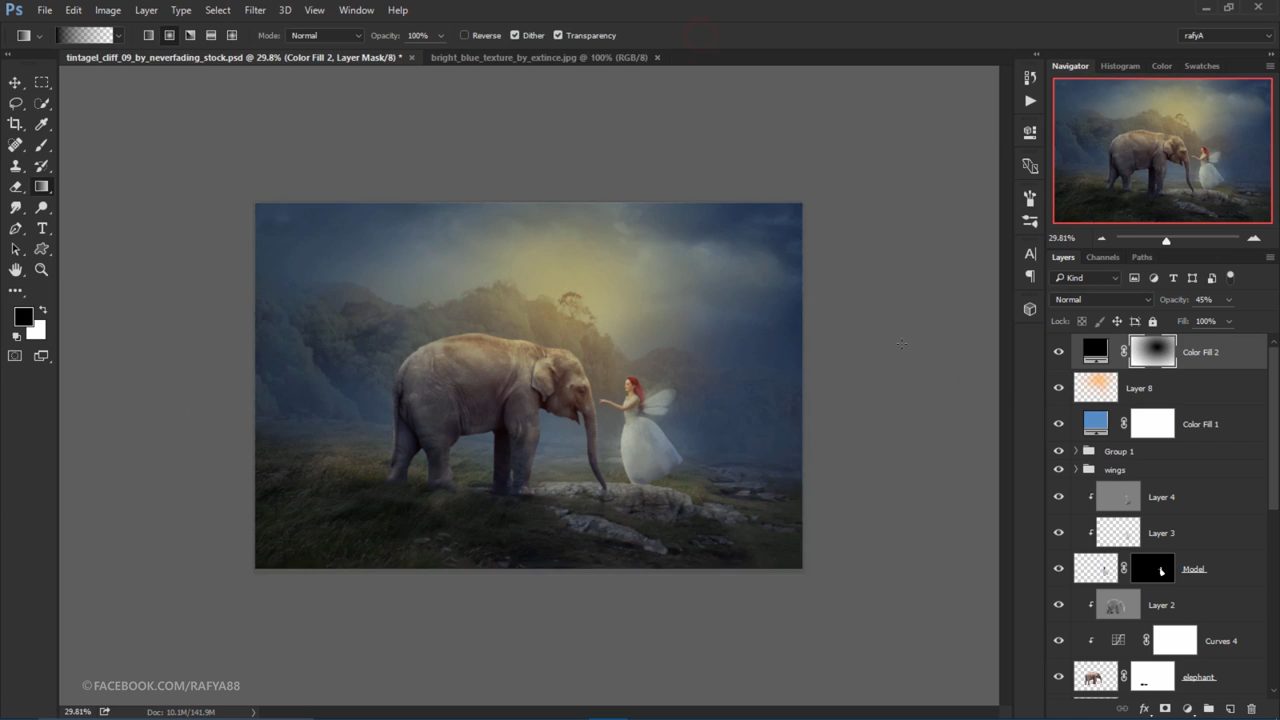 Ps File Edit Image Layer Type Select Filter 3D View Window Help
Mode: Normal Opacity: 100% Reverse Dither Transparency rafyA
tintagel_cliff_09_by_neverfading_stock.psd @ 29.8% (Color Fill 2, Layer Mask/8) * × bright_blue_texture_by_extince.jpg @ 100% (RGB/8) ×
Navigator Histogram Color Swatches
29.81%
Layers Channels Paths
Kind
Normal Opacity: 45%
Lock: Fill: 100%
Color Fill 2
Layer 8
Color Fill 1
Group 1
wings
Layer 4
Layer 3
Model
Layer 2
Curves 4
elephant
©FACEBOOK.COM/RAFYA88
29.81% Doc: 10.1M/141.9M